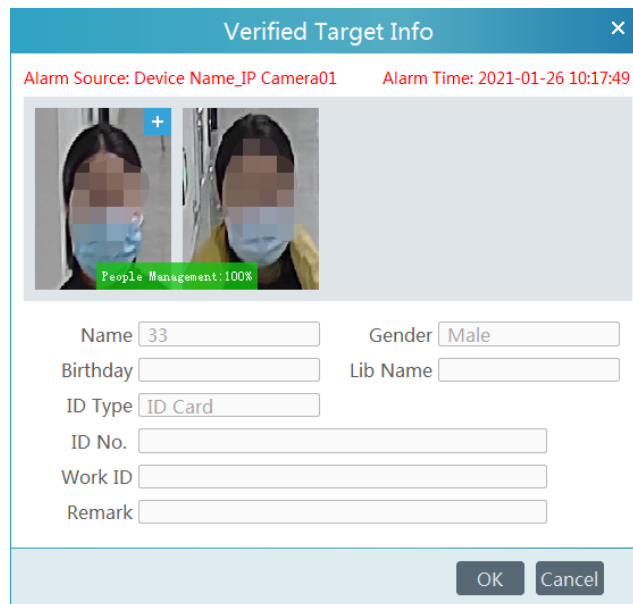 Verified Target Info ×
Alarm Source: Device Name_IP Camera01 Alarm Time: 2021-01-26 10:17:49
+
People Management:100%
Name 33 Gender Male
Birthday Lib Name
ID Type ID Card
ID No.
Work ID
Remark
OK Cancel